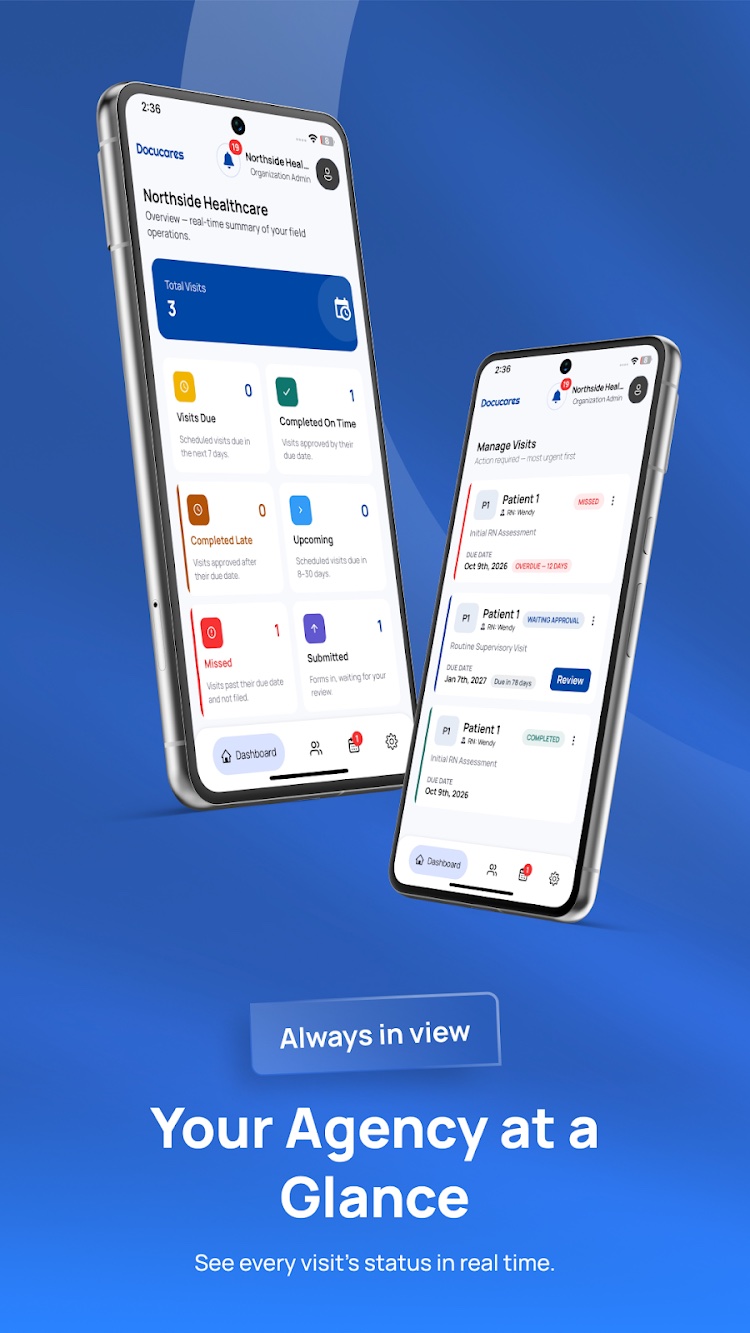 2:36
Docucares
19
Northside Heal...
Organization Admin
Northside Healthcare
Overview — real-time summary of your field
operations.
Total Visits
3
0
Visits Due
Scheduled visits due in
the next 7 days.
1
Completed On Time
Visits approved by their
due date.
0
Completed Late
Visits approved after
their due date.
0
Upcoming
Scheduled visits due in
8–30 days.
1
Missed
Visits past their due date
and not filed.
1
Submitted
Forms in, waiting for your
review.
Dashboard
1
2:36
Docucares
19
Northside Heal...
Organization Admin
Manage Visits
Action required — most urgent first
P1
Patient 1
MISSED
RN: Wendy
Initial RN Assessment
DUE DATE
Oct 9th, 2026
OVERDUE – 12 DAYS
P1
Patient 1
WAITING APPROVAL
RN: Wendy
Routine Supervisory Visit
DUE DATE
Jan 7th, 2027
Due in 78 days
Review
P1
Patient 1
COMPLETED
RN: Wendy
Initial RN Assessment
DUE DATE
Oct 9th, 2026
Dashboard
1
Always in view
Your Agency at a
Glance
See every visit's status in real time.